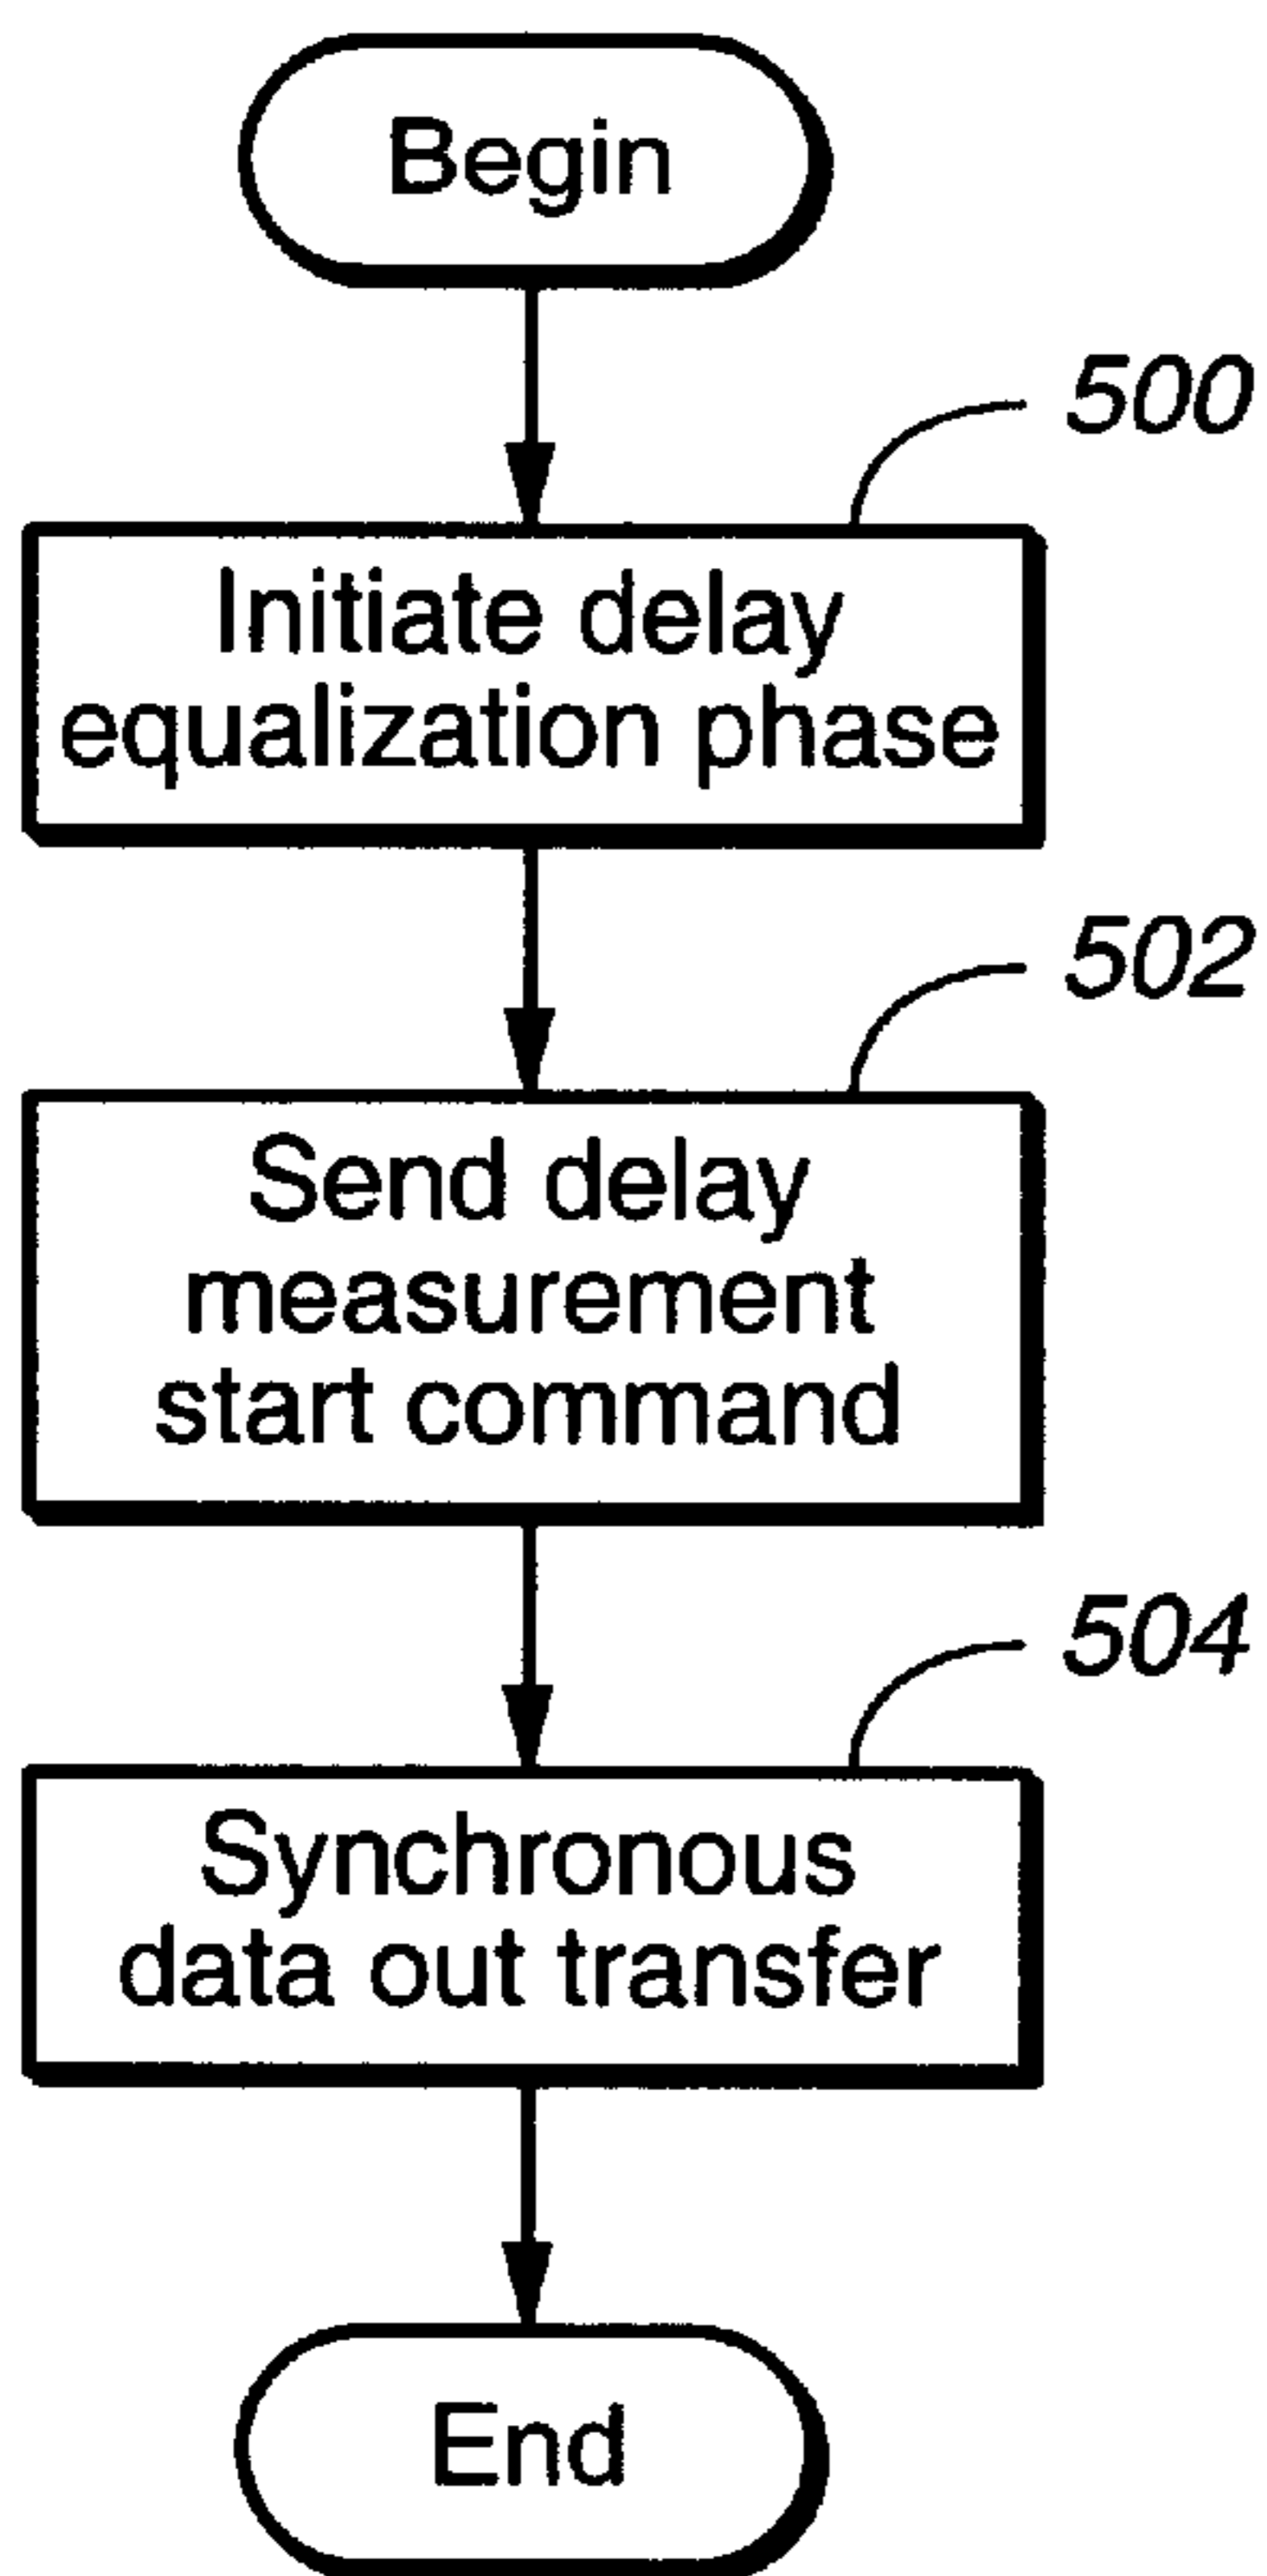 Begin
500
Initiate delay
equalization phase
502
Send delay
measurement
start command
504
Synchronous
data out transfer
End